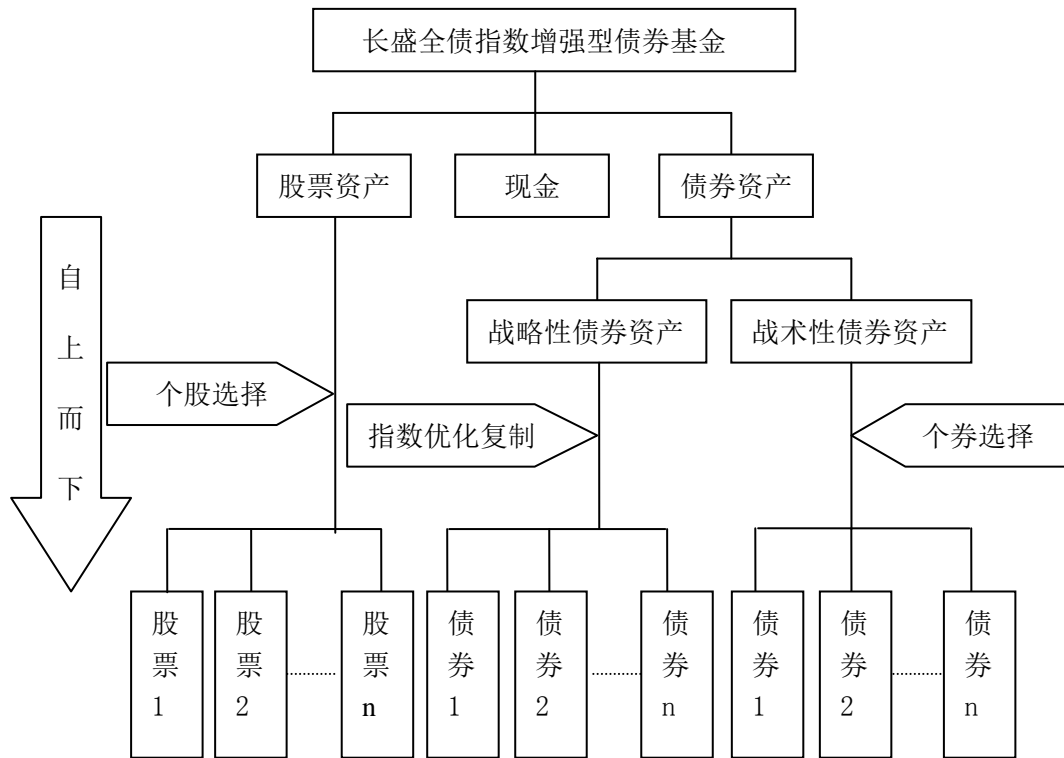 长盛全债指数增强型债券基金
股票资产
现金
债券资产
自上而下
战略性债券资产
战术性债券资产
个股选择
指数优化复制
个券选择
股票1
股票2
股票n
债券1
债券2
债券n
债券1
债券2
债券n